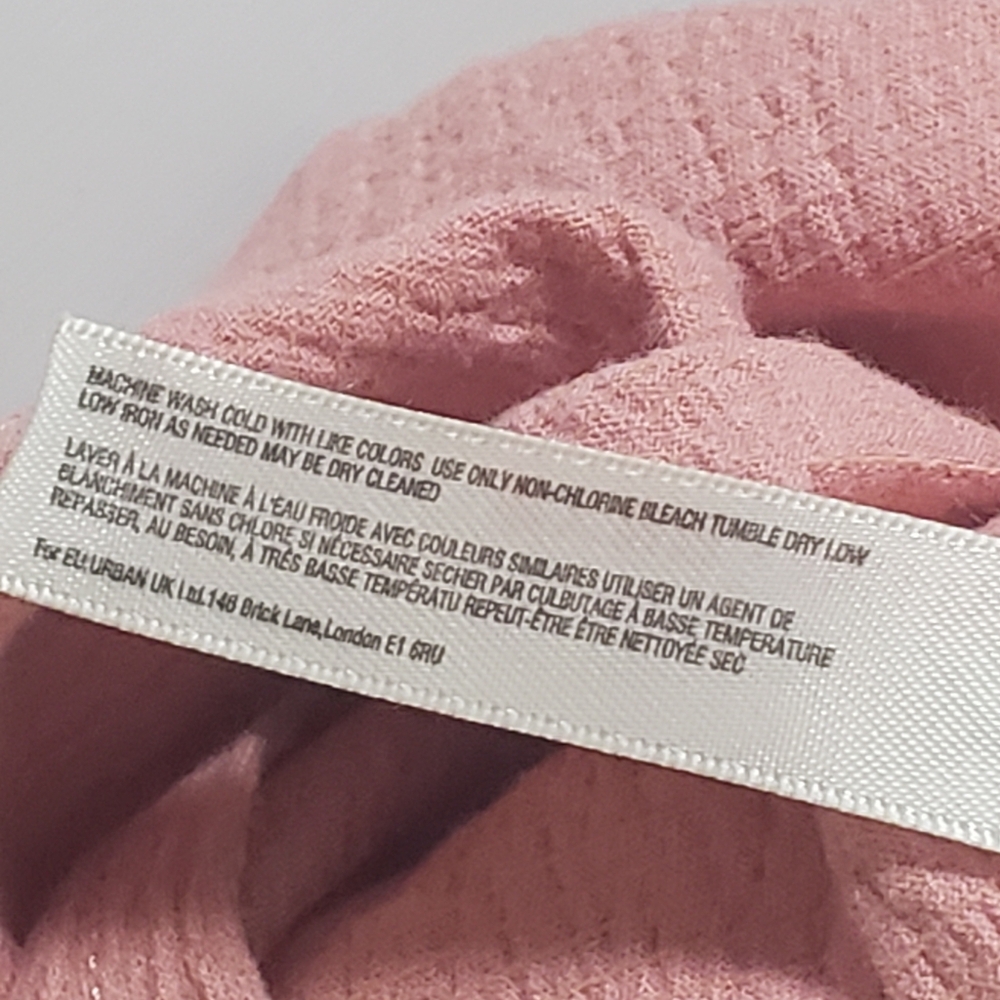 MACHINE WASH COLD WITH LIKE COLORS USE ONLY NON-CHLORINE BLEACH TUMBLE DRY LOW
LOW IRON AS NEEDED MAY BE DRY CLEANED
LAVER À LA MACHINE À L'EAU FROIDE AVEC COULEURS SIMILAIRES UTILISER UN AGENT DE
BLANCHIMENT SANS CHLORE, SI NÉCESSAIRE SECHER PAR CULBUTAGE À BASSE TEMPERATURE
REPASSER, AU BESOIN, À TRÉS BASSE TEMPÉRATU REPEUT-ÊTRE ÊTRE NETTOYÉE SEC
For EU: URBAN UK Ltd.146 Brick Lane,London E1 6RU